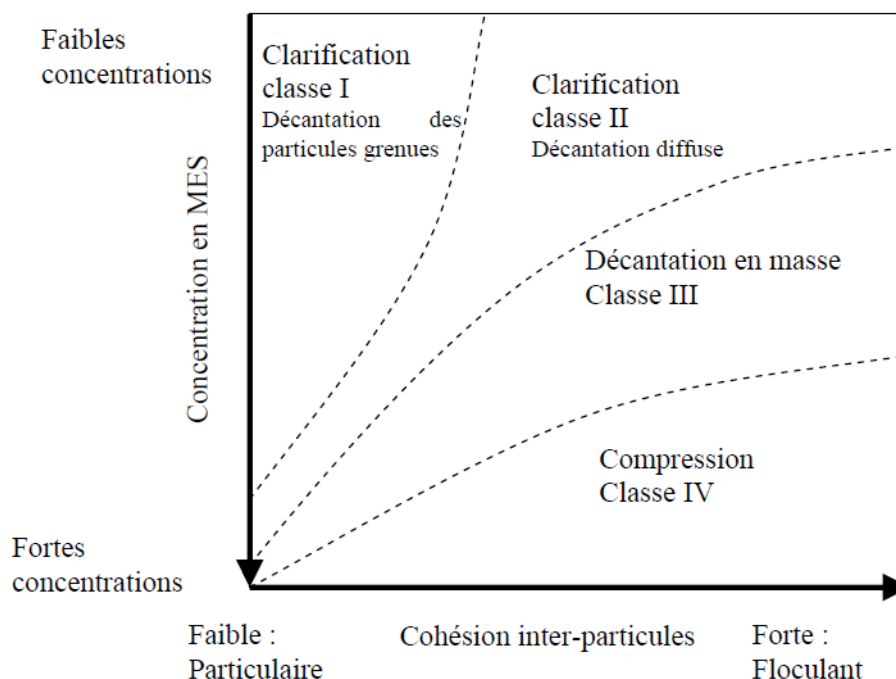 Faibles
concentrations
Clarification
classe I
Décantation des
particules grenues
Clarification
classe II
Décantation diffuse
Concentration en MES
Décantation en masse
Classe III
Compression
Classe IV
Fortes
concentrations
Faible :
Particulaire
Cohésion inter-particules
Forte :
Floculant